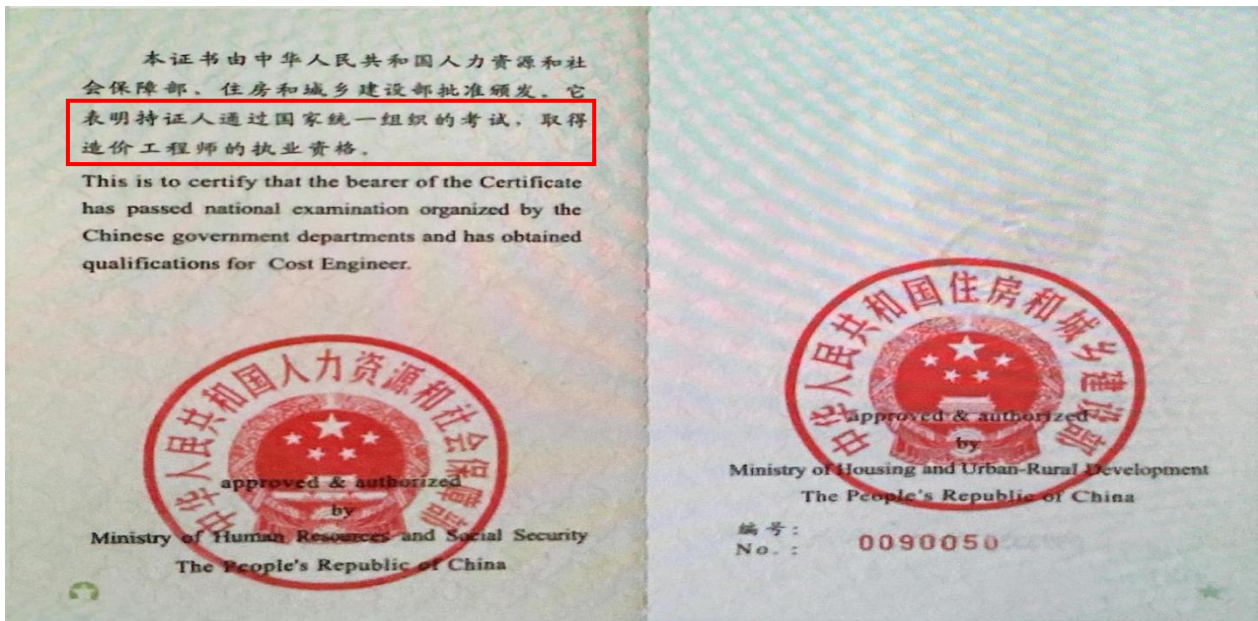 本证书由中华人民共和国人力资源和社
会保障部、住房和城乡建设部批准颁发。它
表明持证人通过国家统一组织的考试，取得
造价工程师的执业资格。
This is to certify that the bearer of the Certificate
has passed national examination organized by the
Chinese government departments and has obtained
qualifications for Cost Engineer.
中华人民共和国人力资源和社会保障部
approved & authorized
by
Ministry of Human Resources and Social Security
The People's Republic of China
中华人民共和国住房和城乡建设部
approved & authorized
by
Ministry of Housing and Urban-Rural Development
The People's Republic of China
编号：
No.：0090050